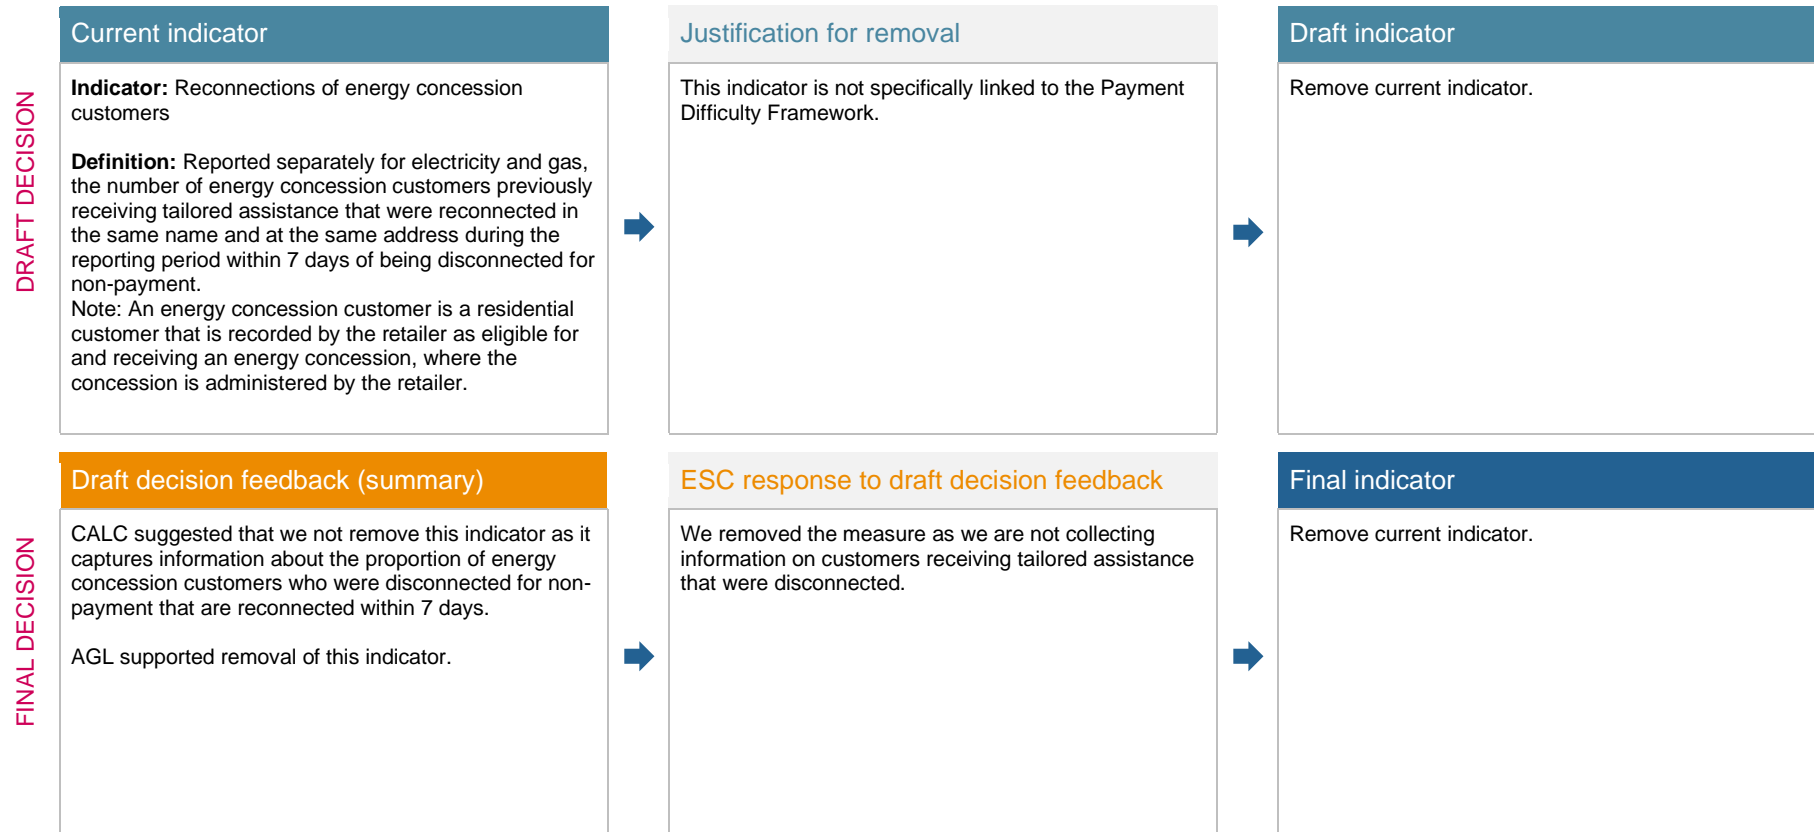 DRAFT DECISION
Current indicator
Indicator: Reconnections of energy concession
customers
Definition: Reported separately for electricity and gas,
the number of energy concession customers previously
receiving tailored assistance that were reconnected in
the same name and at the same address during the
reporting period within 7 days of being disconnected for
non-payment.
Note: An energy concession customer is a residential
customer that is recorded by the retailer as eligible for
and receiving an energy concession, where the
concession is administered by the retailer.
Justification for removal
This indicator is not specifically linked to the Payment
Difficulty Framework.
Draft indicator
Remove current indicator.
FINAL DECISION
Draft decision feedback (summary)
CALC suggested that we not remove this indicator as it
captures information about the proportion of energy
concession customers who were disconnected for non-
payment that are reconnected within 7 days.
AGL supported removal of this indicator.
ESC response to draft decision feedback
We removed the measure as we are not collecting
information on customers receiving tailored assistance
that were disconnected.
Final indicator
Remove current indicator.